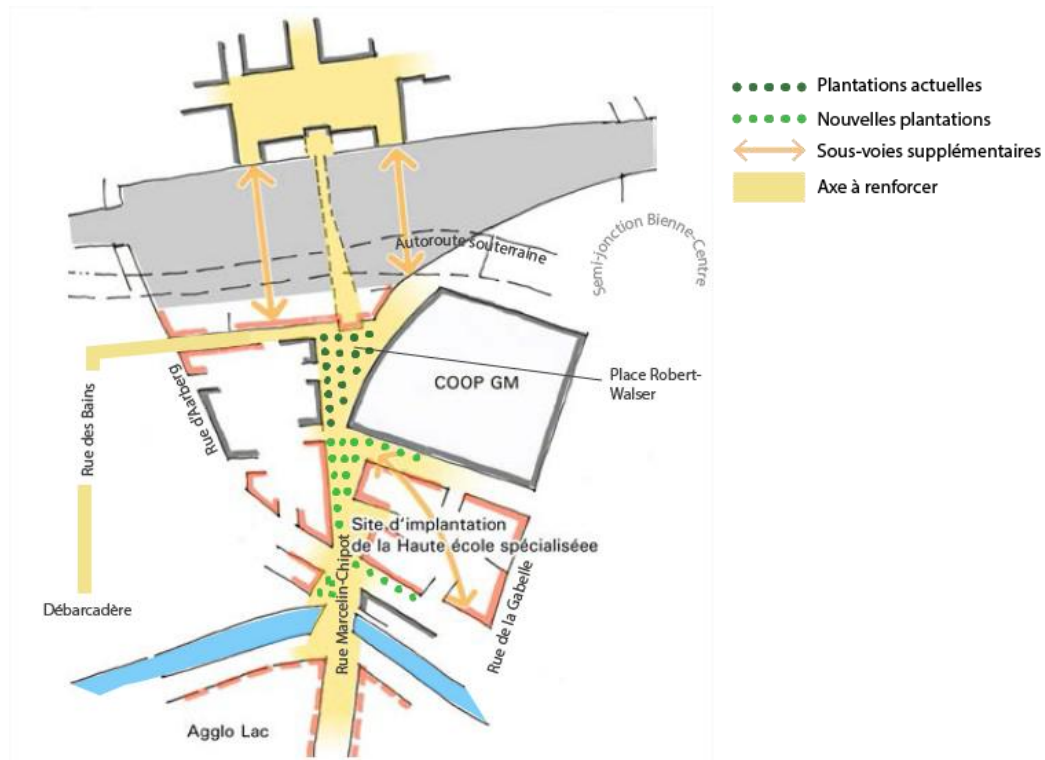 Plantations actuelles
Nouvelles plantations
Sous-voies supplémentaires
Axe à renforcer
Autoroute souterraine
Semi-jonction Bienne-Centre
COOP GM
Place Robert-
Walser
Rue des Bains
Rue d'Aarberg
Site d'implantation
de la Haute école spécialiséee
Rue Marcelin-Chipot
Rue de la Gabelle
Débarcadère
Agglo Lac